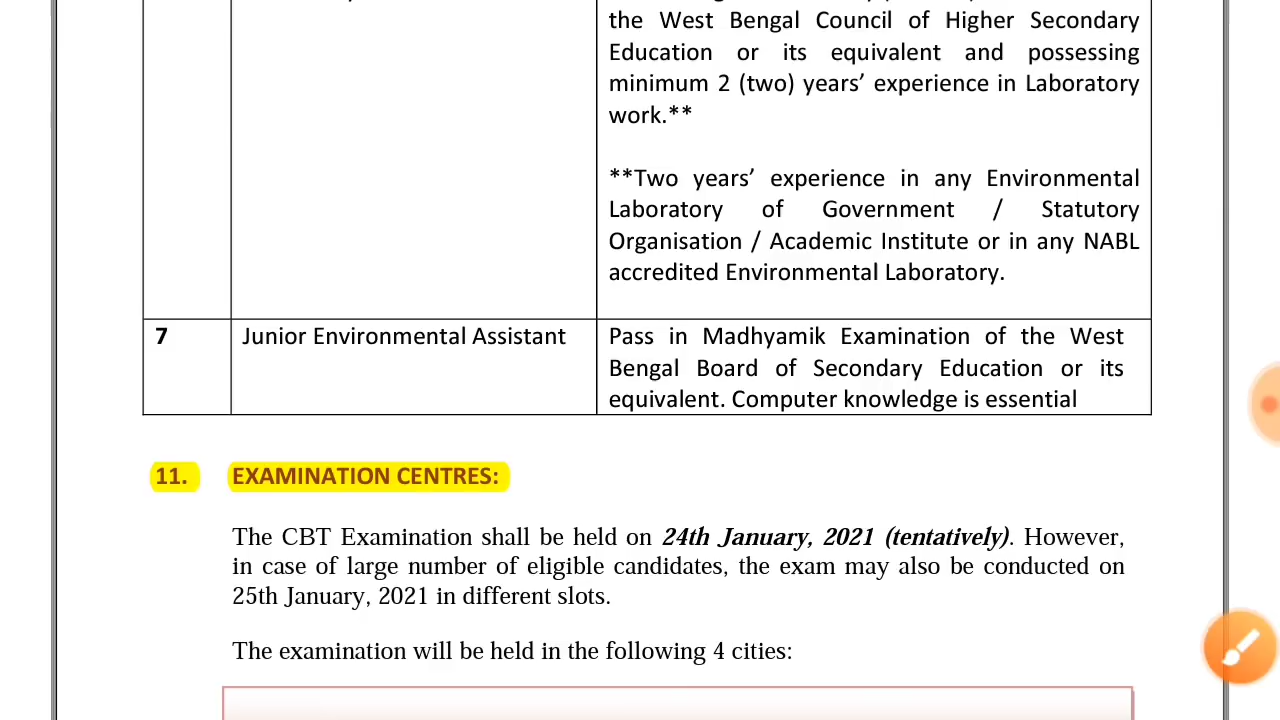 the West Bengal Council of Higher Secondary
Education or its equivalent and possessing
minimum 2 (two) years’ experience in Laboratory
work.**
**Two years’ experience in any Environmental
Laboratory of Government / Statutory
Organisation / Academic Institute or in any NABL
accredited Environmental Laboratory.
7 Junior Environmental Assistant Pass in Madhyamik Examination of the West
Bengal Board of Secondary Education or its
equivalent. Computer knowledge is essential
11. EXAMINATION CENTRES:
The CBT Examination shall be held on 24th January, 2021 (tentatively). However,
in case of large number of eligible candidates, the exam may also be conducted on
25th January, 2021 in different slots.
The examination will be held in the following 4 cities: